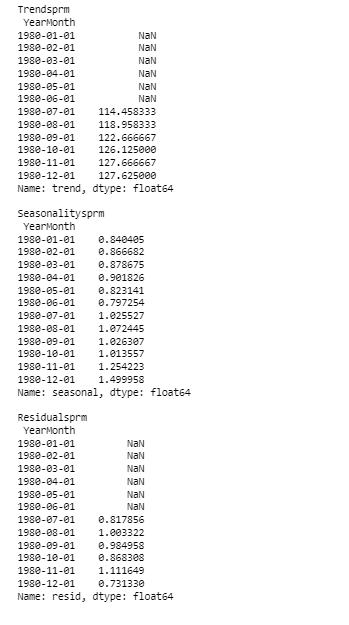 Trendsprm
YearMonth
1980-01-01 NaN
1980-02-01 NaN
1980-03-01 NaN
1980-04-01 NaN
1980-05-01 NaN
1980-06-01 NaN
1980-07-01 114.458333
1980-08-01 118.958333
1980-09-01 122.666667
1980-10-01 126.125000
1980-11-01 127.666667
1980-12-01 127.625000
Name: trend, dtype: float64
Seasonalitysprm
YearMonth
1980-01-01 0.840405
1980-02-01 0.866682
1980-03-01 0.878675
1980-04-01 0.901826
1980-05-01 0.823141
1980-06-01 0.797254
1980-07-01 1.025527
1980-08-01 1.072445
1980-09-01 1.026307
1980-10-01 1.013557
1980-11-01 1.254223
1980-12-01 1.499958
Name: seasonal, dtype: float64
Residualsprm
YearMonth
1980-01-01 NaN
1980-02-01 NaN
1980-03-01 NaN
1980-04-01 NaN
1980-05-01 NaN
1980-06-01 NaN
1980-07-01 0.817856
1980-08-01 1.003322
1980-09-01 0.984958
1980-10-01 0.868308
1980-11-01 1.111649
1980-12-01 0.731330
Name: resid, dtype: float64